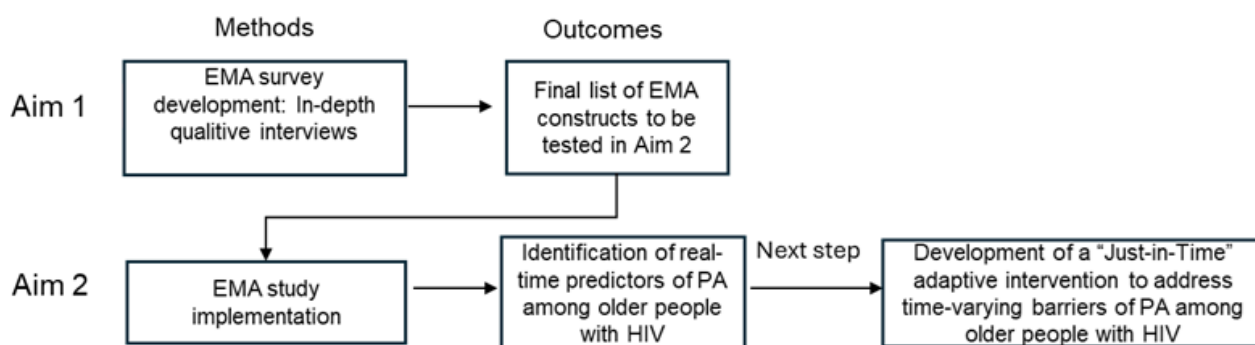 Methods
Outcomes
Aim 1
EMA survey
development: In-depth
qualitive interviews
Final list of EMA
constructs to be
tested in Aim 2
Aim 2
EMA study
implementation
Identification of real-
time predictors of PA
among older people
with HIV
Next step
Development of a “Just-in-Time”
adaptive intervention to address
time-varying barriers of PA among
older people with HIV